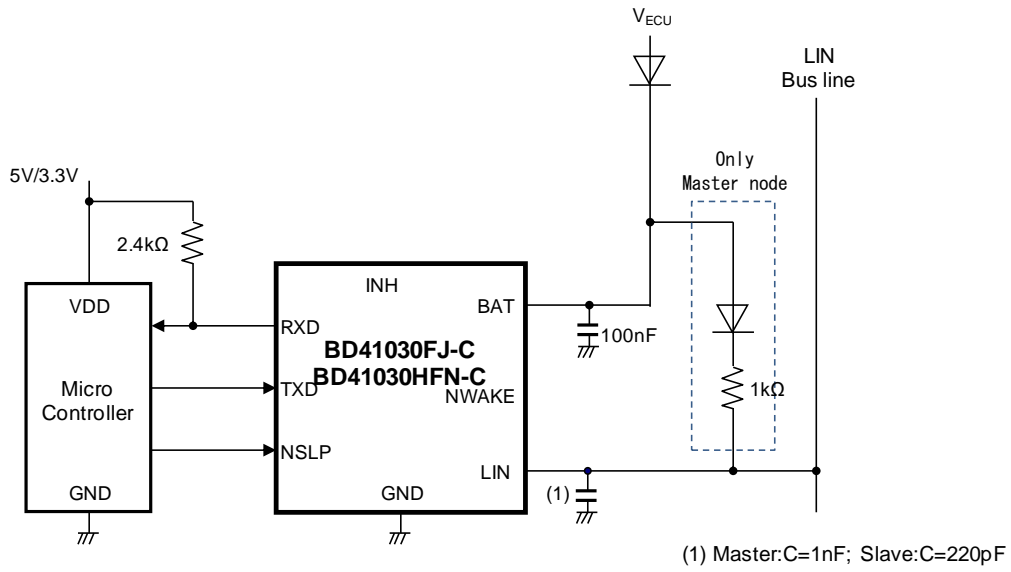 V_ECU
LIN
Bus line
Only
Master node
5V/3.3V
2.4kΩ
VDD
INH
BAT
RXD
100nF
BD41030FJ-C
BD41030HFN-C
TXD
NWAKE
1kΩ
Micro
Controller
NSLP
LIN
GND
GND
(1)
(1) Master:C=1nF; Slave:C=220pF